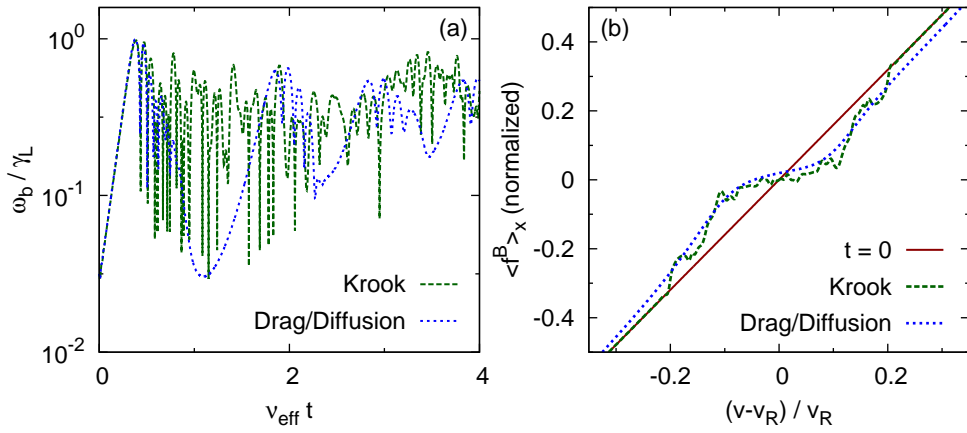 (a)
10^0
10^-1
10^-2
ω_b / γ_L
0 2 4
ν_eff t
Krook
Drag/Diffusion
(b)
0.4
0.2
0
-0.2
-0.4
<f^B>_x (normalized)
-0.2 0 0.2
(v-v_R) / v_R
t = 0
Krook
Drag/Diffusion